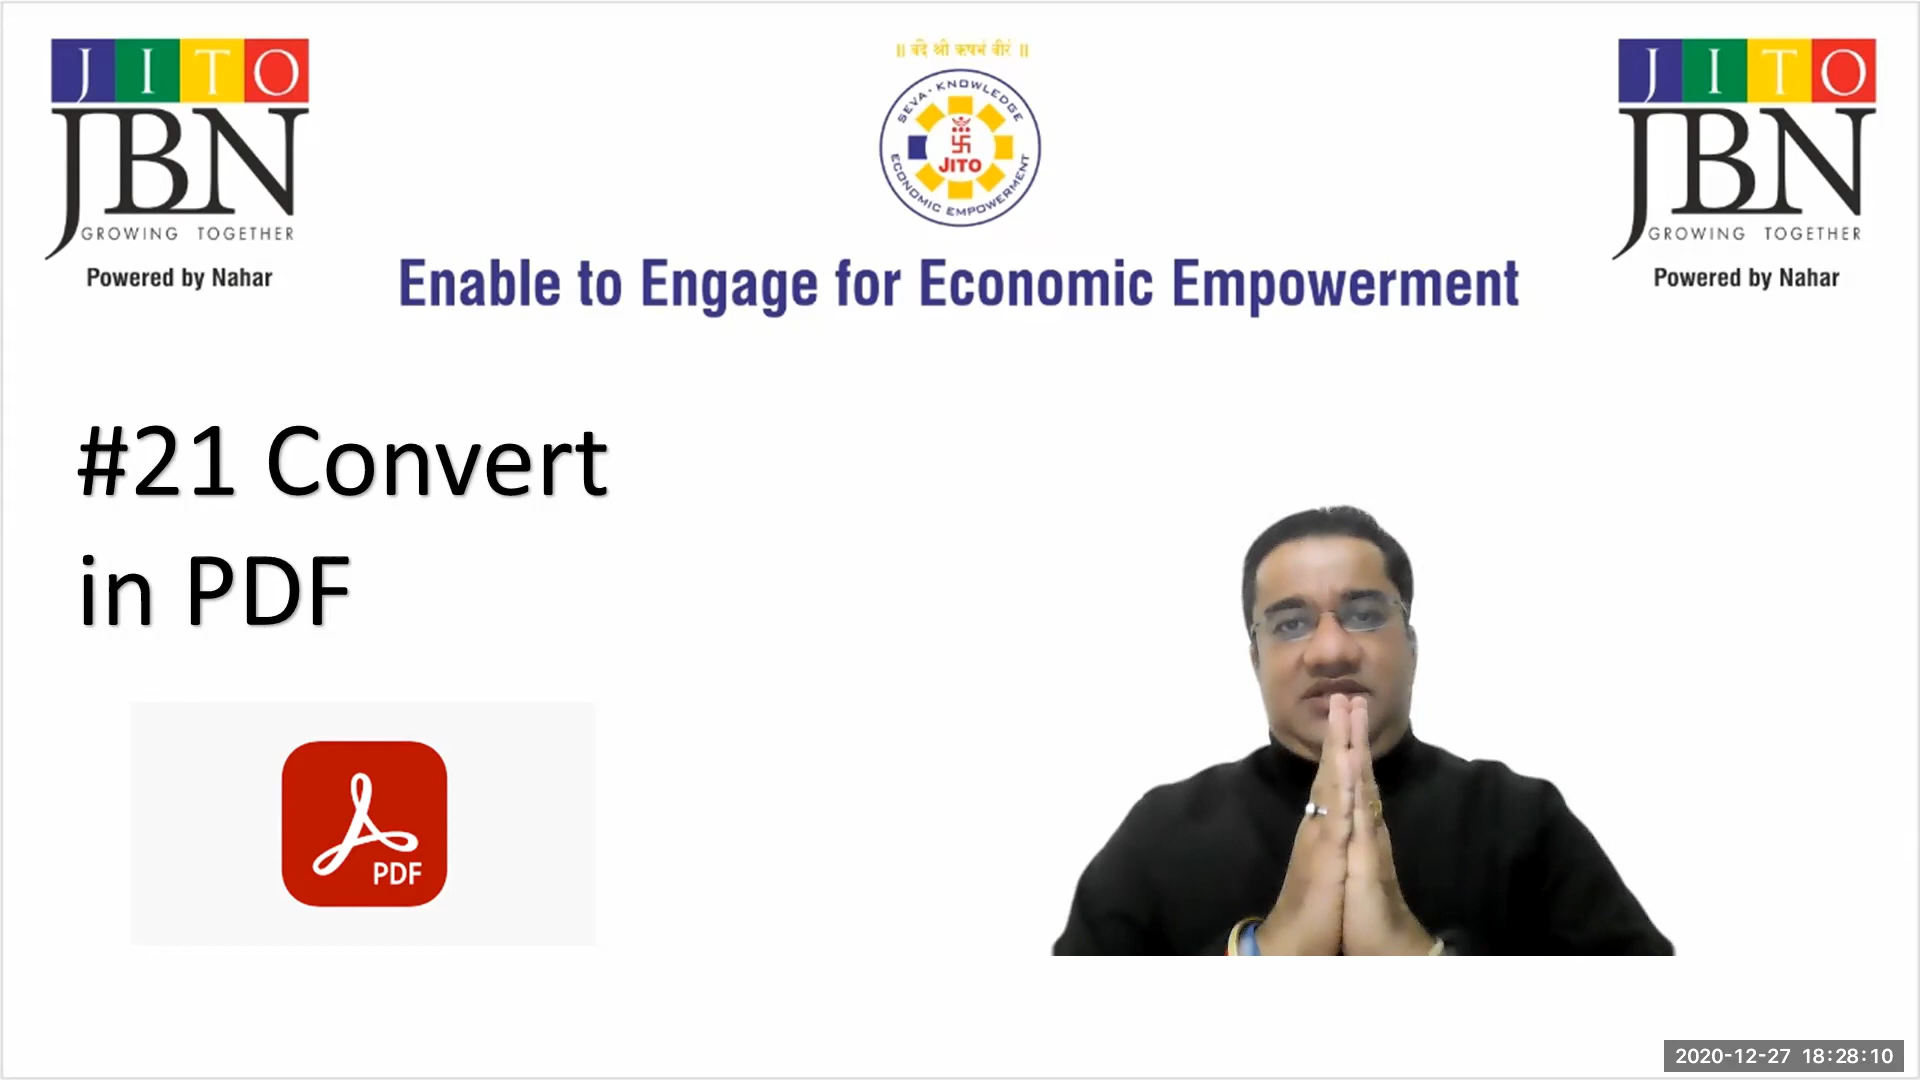 JITO
JBN
GROWING TOGETHER
Powered by Nahar
|| वंदे श्री ऋषभं वीरं ||
SEVA - KNOWLEDGE
ECONOMIC EMPOWERMENT
JITO
JITO
JBN
GROWING TOGETHER
Powered by Nahar
Enable to Engage for Economic Empowerment
#21 Convert
in PDF
PDF
2020-12-27 18:28:10